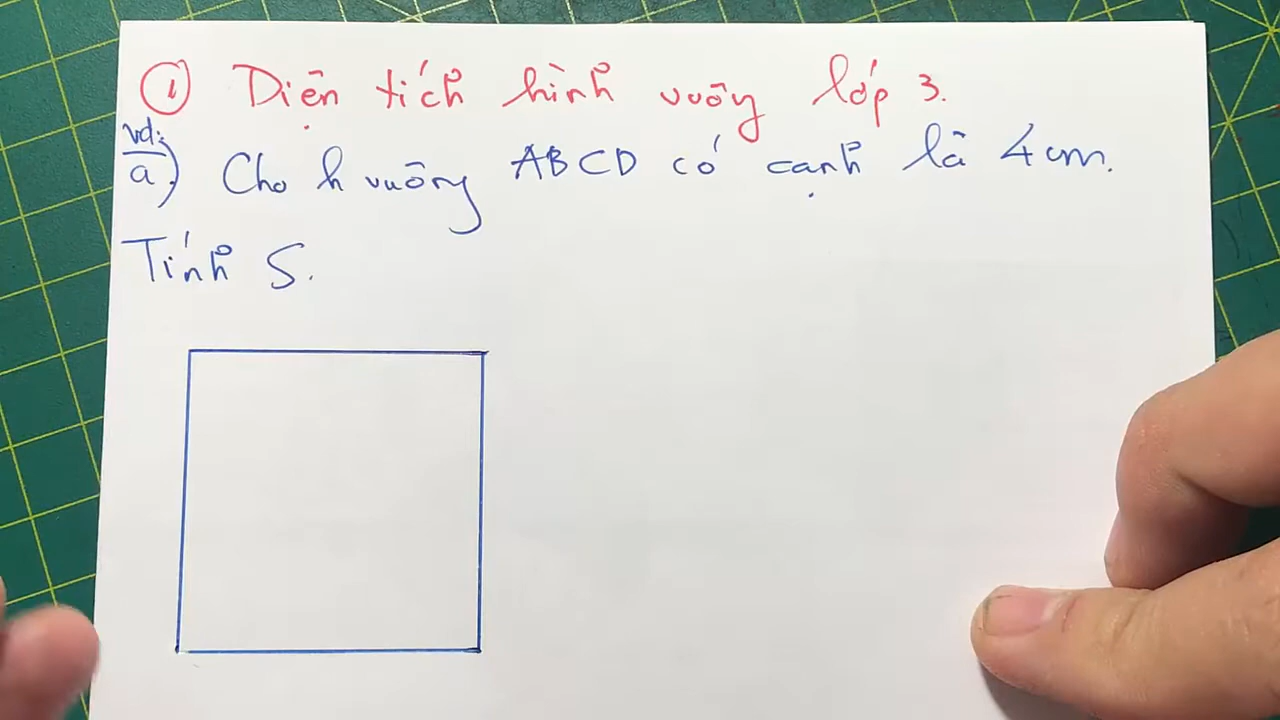 ① Diện tích hình vuông lớp 3.
vd:
a) Cho h vuông ABCD có cạnh là 4cm.
Tính S.